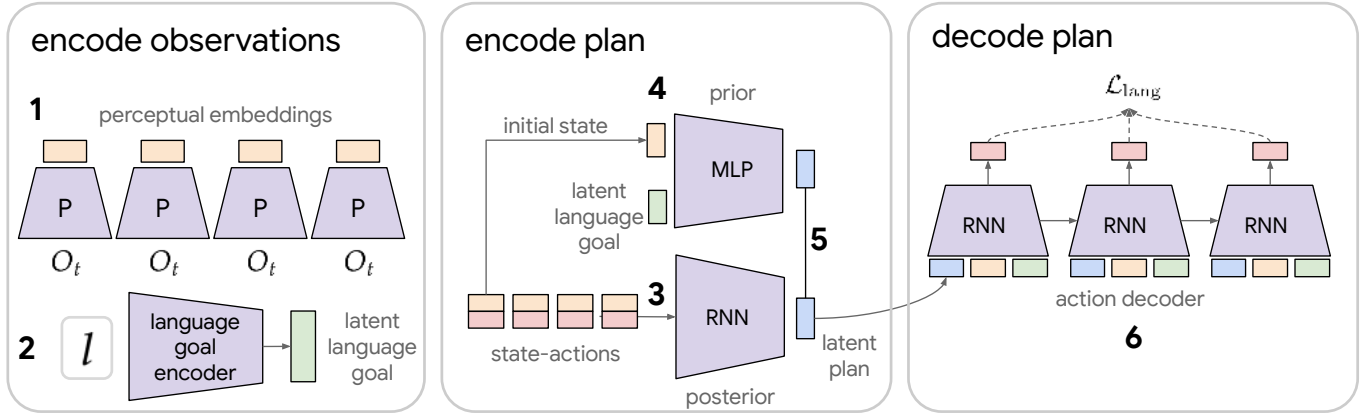 encode observations
1
perceptual embeddings
P
P
P
P
O_t
O_t
O_t
O_t
2
l
language
goal
encoder
latent
language
goal
encode plan
4
prior
initial state
MLP
latent
language
goal
5
3
RNN
state-actions
latent
plan
posterior
decode plan
ℒ_lang
RNN
RNN
RNN
action decoder
6